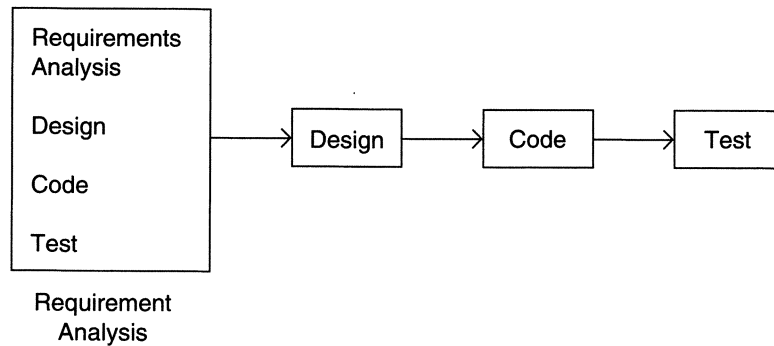 Requirements
Analysis
Design
Code
Test
Design
Code
Test
Requirement
Analysis